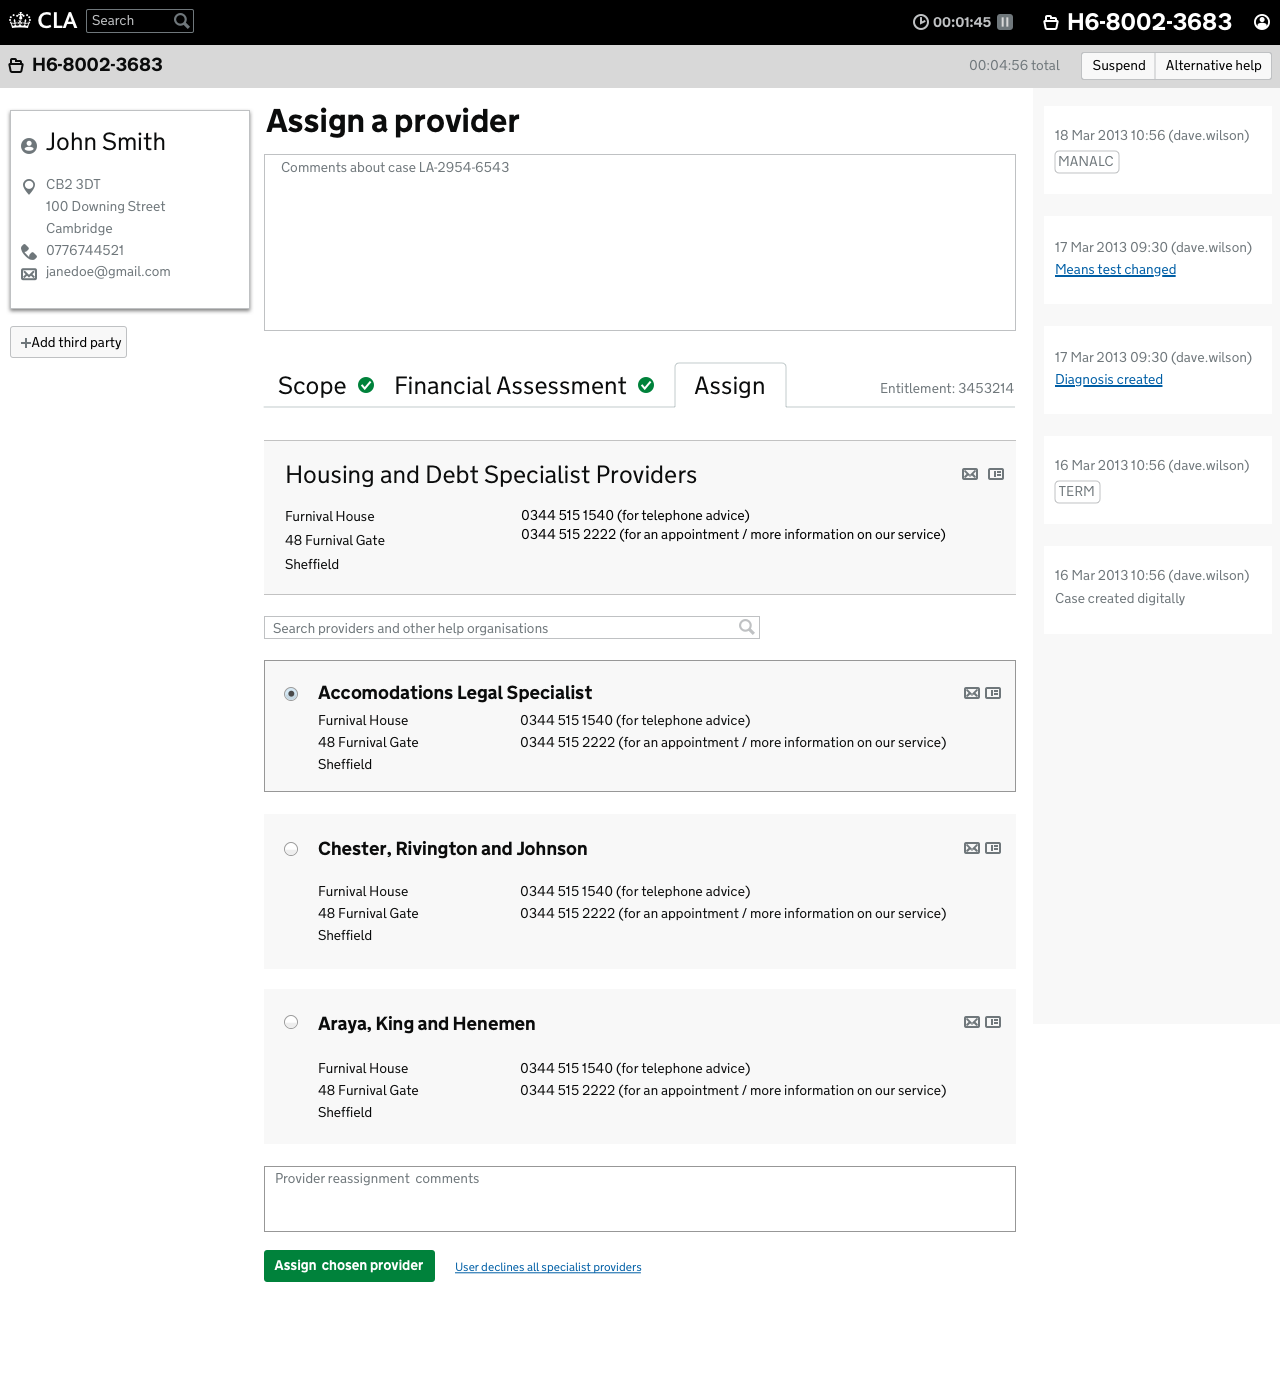 CLA
Search
00:01:45
H6-8002-3683
H6-8002-3683
00:04:56 total
Suspend
Alternative help
John Smith
CB2 3DT
100 Downing Street
Cambridge
0776744521
janedoe@gmail.com
+Add third party
Assign a provider
Comments about case LA-2954-6543
Scope
Financial Assessment
Assign
Entitlement: 3453214
Housing and Debt Specialist Providers
Furnival House
48 Furnival Gate
Sheffield
0344 515 1540 (for telephone advice)
0344 515 2222 (for an appointment / more information on our service)
Search providers and other help organisations
Accomodations Legal Specialist
Furnival House
48 Furnival Gate
Sheffield
0344 515 1540 (for telephone advice)
0344 515 2222 (for an appointment / more information on our service)
Chester, Rivington and Johnson
Furnival House
48 Furnival Gate
Sheffield
0344 515 1540 (for telephone advice)
0344 515 2222 (for an appointment / more information on our service)
Araya, King and Henemen
Furnival House
48 Furnival Gate
Sheffield
0344 515 1540 (for telephone advice)
0344 515 2222 (for an appointment / more information on our service)
Provider reassignment comments
Assign chosen provider
User declines all specialist providers
18 Mar 2013 10:56 (dave.wilson)
MANALC
17 Mar 2013 09:30 (dave.wilson)
Means test changed
17 Mar 2013 09:30 (dave.wilson)
Diagnosis created
16 Mar 2013 10:56 (dave.wilson)
TERM
16 Mar 2013 10:56 (dave.wilson)
Case created digitally